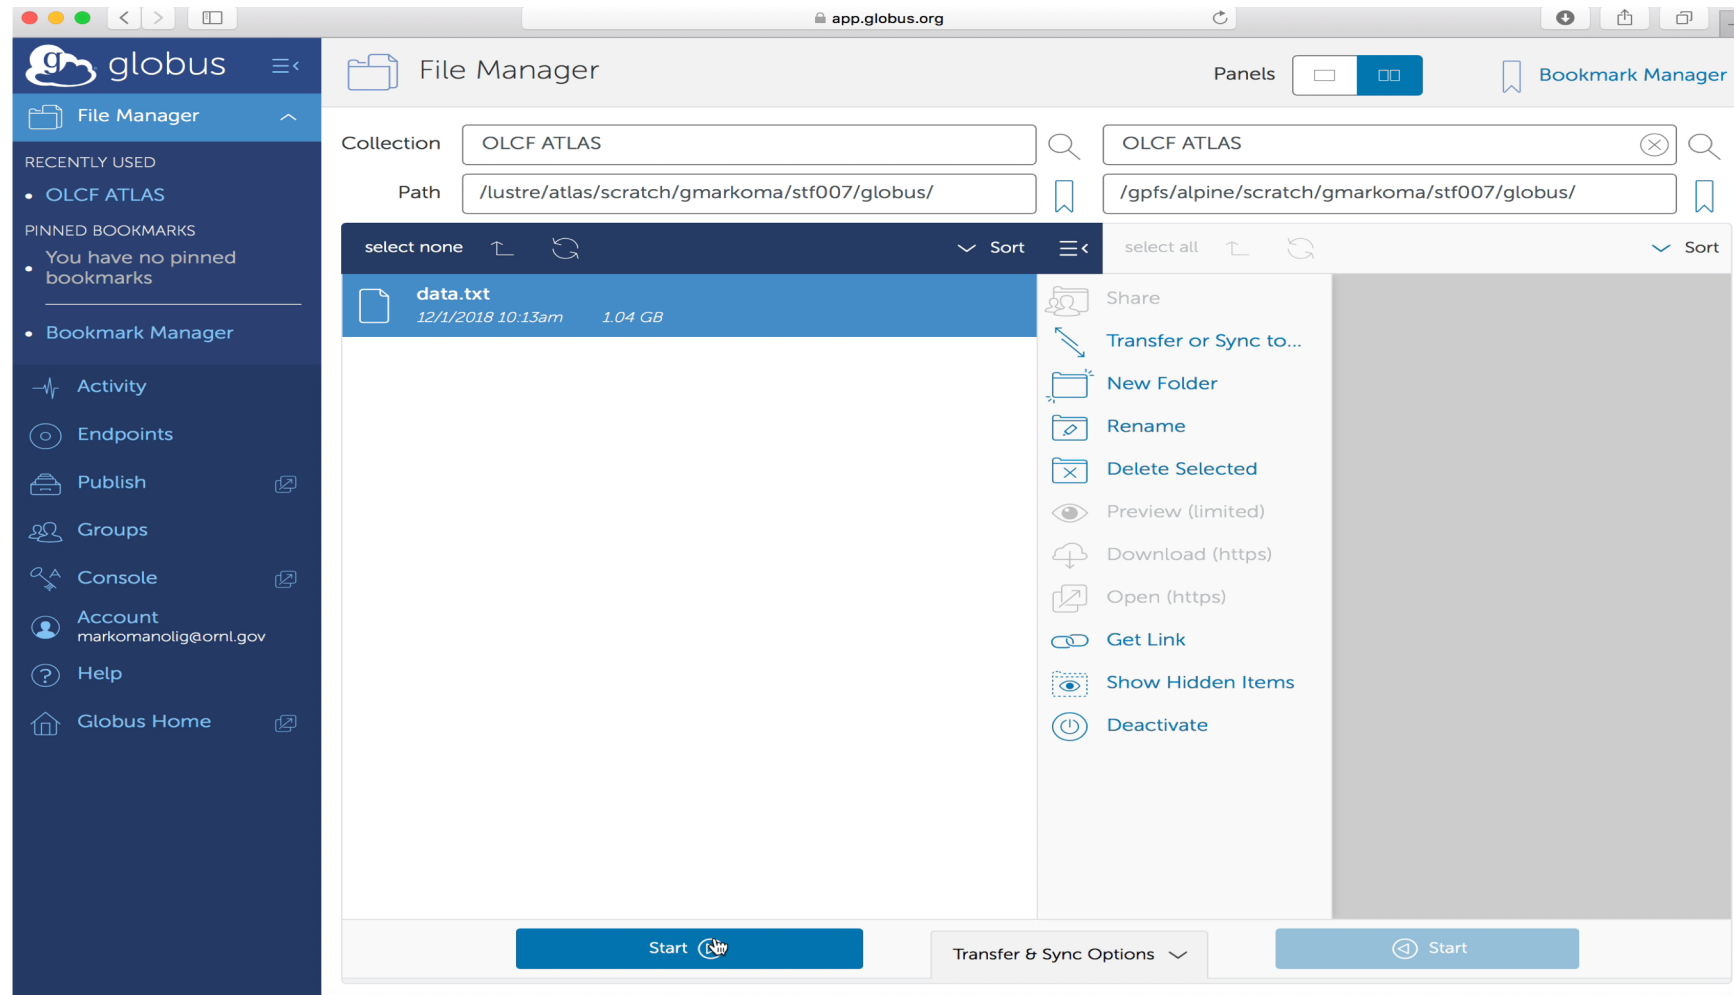 app.globus.org
globus
File Manager
Panels
Bookmark Manager
File Manager
RECENTLY USED
OLCF ATLAS
PINNED BOOKMARKS
You have no pinned
bookmarks
Bookmark Manager
Activity
Endpoints
Publish
Groups
Console
Account
markomanolig@ornl.gov
Help
Globus Home
Collection
OLCF ATLAS
OLCF ATLAS
Path
/lustre/atlas/scratch/gmarkoma/stf007/globus/
/gpfs/alpine/scratch/gmarkoma/stf007/globus/
select none
Sort
select all
Sort
data.txt
12/1/2018 10:13am 1.04 GB
Share
Transfer or Sync to...
New Folder
Rename
Delete Selected
Preview (limited)
Download (https)
Open (https)
Get Link
Show Hidden Items
Deactivate
Start
Transfer & Sync Options
Start